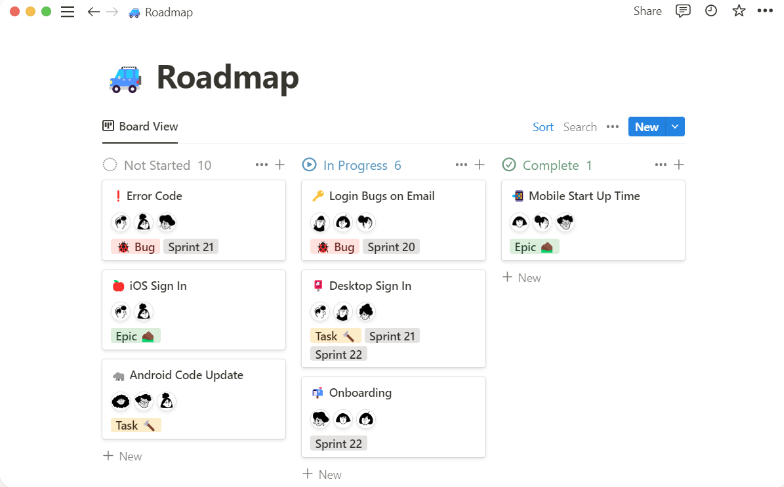 Roadmap
Share
Roadmap
Board View
Sort Search New
Not Started 10
Error Code
Bug Sprint 21
iOS Sign In
Epic
Android Code Update
Task
New
In Progress 6
Login Bugs on Email
Bug Sprint 20
Desktop Sign In
Task Sprint 21
Sprint 22
Onboarding
Sprint 22
New
Complete 1
Mobile Start Up Time
Epic
New